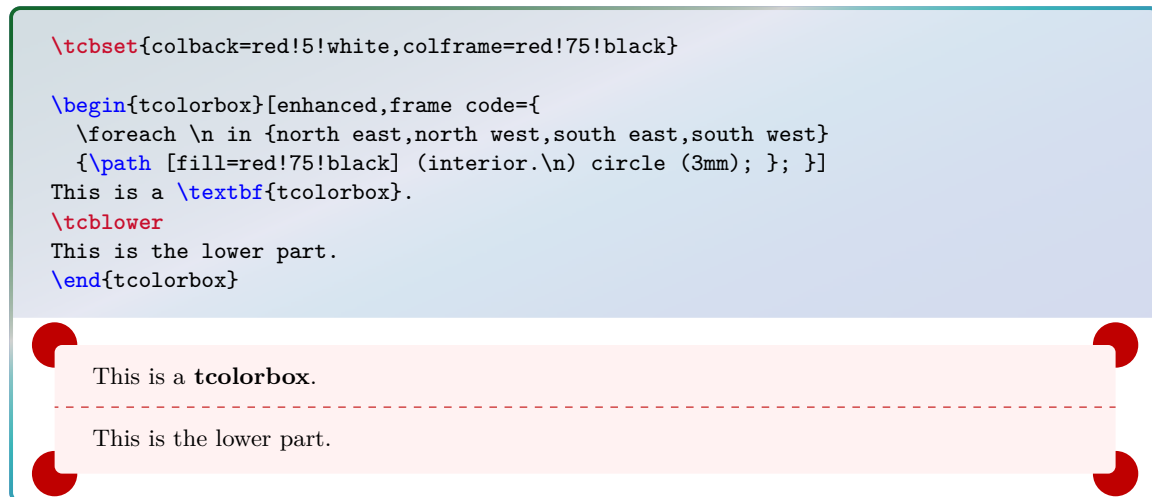 \tcbset{colback=red!5!white,colframe=red!75!black}
\begin{tcolorbox}[enhanced,frame code={
\foreach \n in {north east,north west,south east,south west}
{\path [fill=red!75!black] (interior.\n) circle (3mm); }; }]
This is a \textbf{tcolorbox}.
\tcblower
This is the lower part.
\end{tcolorbox}
This is a tcolorbox.
This is the lower part.